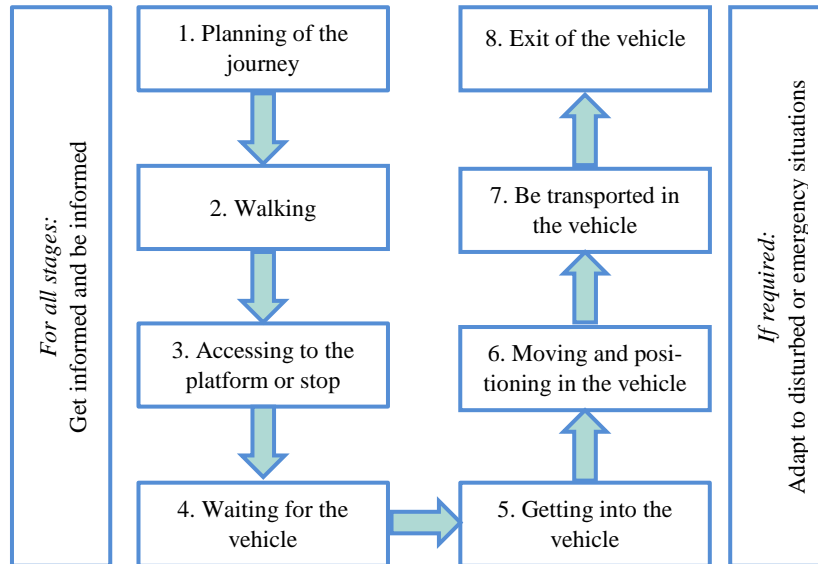 For all stages:
Get informed and be informed
1. Planning of the
journey
2. Walking
3. Accessing to the
platform or stop
4. Waiting for the
vehicle
5. Getting into the
vehicle
6. Moving and posi-
tioning in the vehicle
7. Be transported in
the vehicle
8. Exit of the vehicle
If required:
Adapt to disturbed or emergency situations